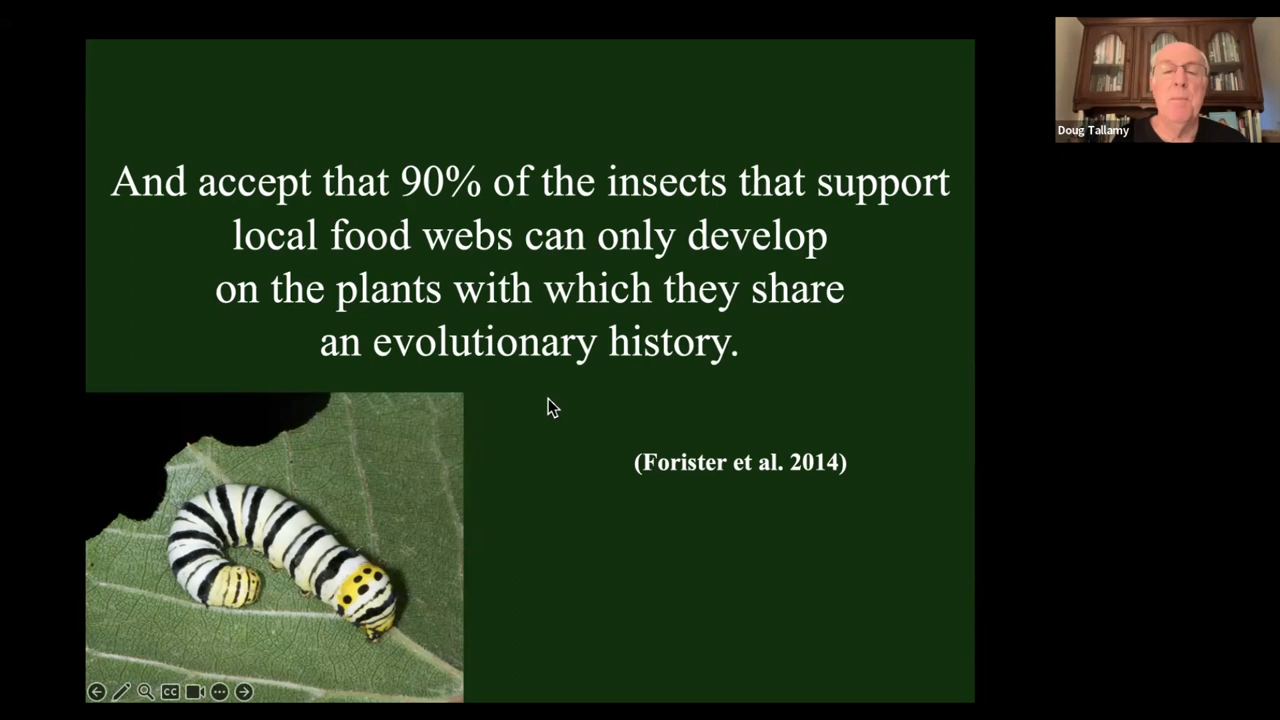 And accept that 90% of the insects that support
local food webs can only develop
on the plants with which they share
an evolutionary history.
(Forister et al. 2014)
Doug Tallamy
CC